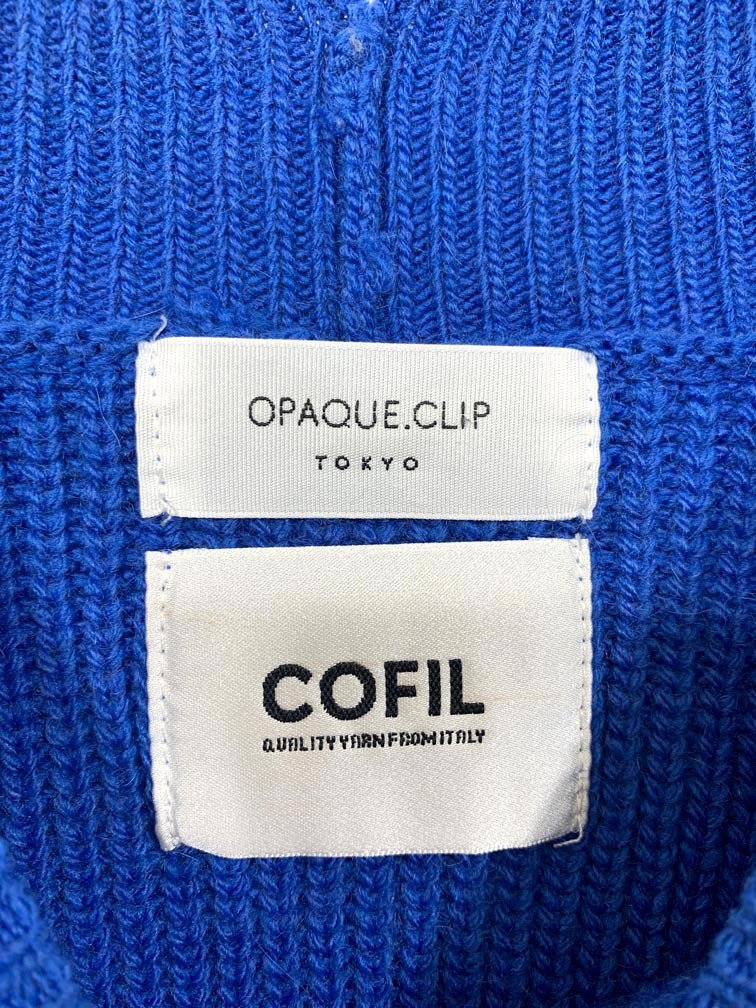 OPAQUE.CLIP
TOKYO
COFIL
QUALITY YARN FROM ITALY